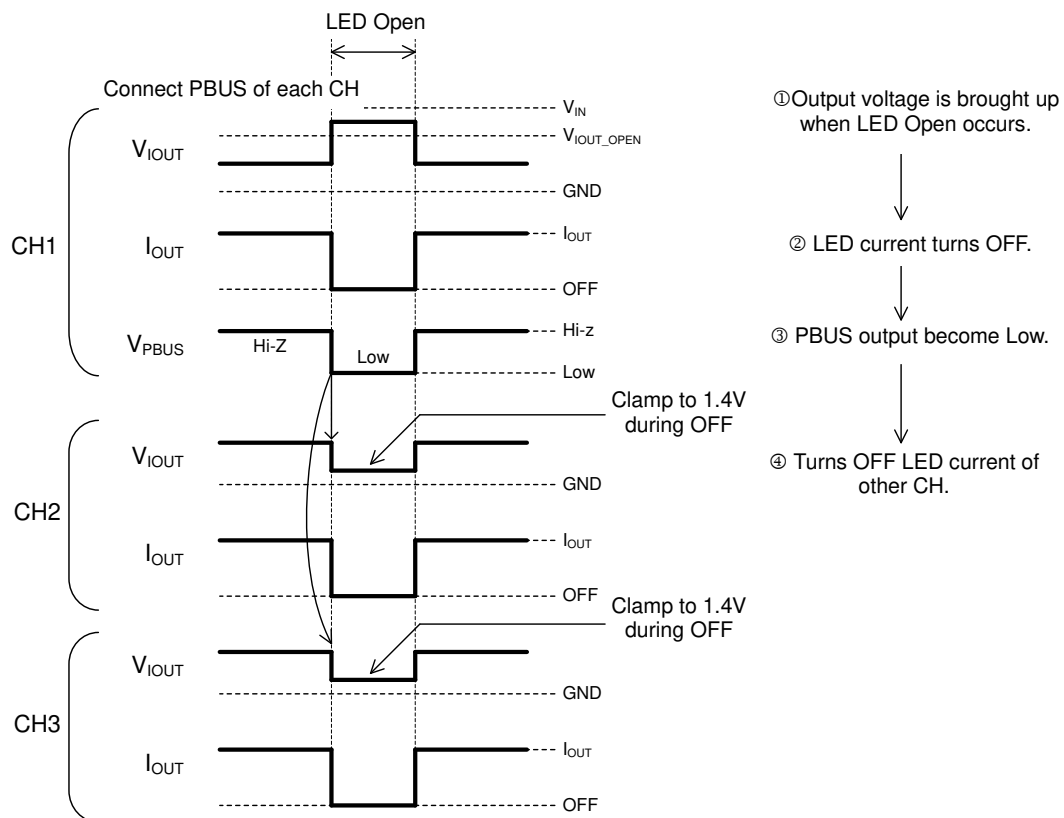 LED Open
Connect PBUS of each CH
CH1
VIOUT
VIN
VIOUT_OPEN
GND
IOUT
IOUT
OFF
VPBUS
Hi-Z
Low
Hi-z
Low
Clamp to 1.4V
during OFF
CH2
VIOUT
GND
IOUT
IOUT
OFF
Clamp to 1.4V
during OFF
CH3
VIOUT
GND
IOUT
IOUT
OFF
①Output voltage is brought up
when LED Open occurs.
② LED current turns OFF.
③ PBUS output become Low.
④ Turns OFF LED current of
other CH.